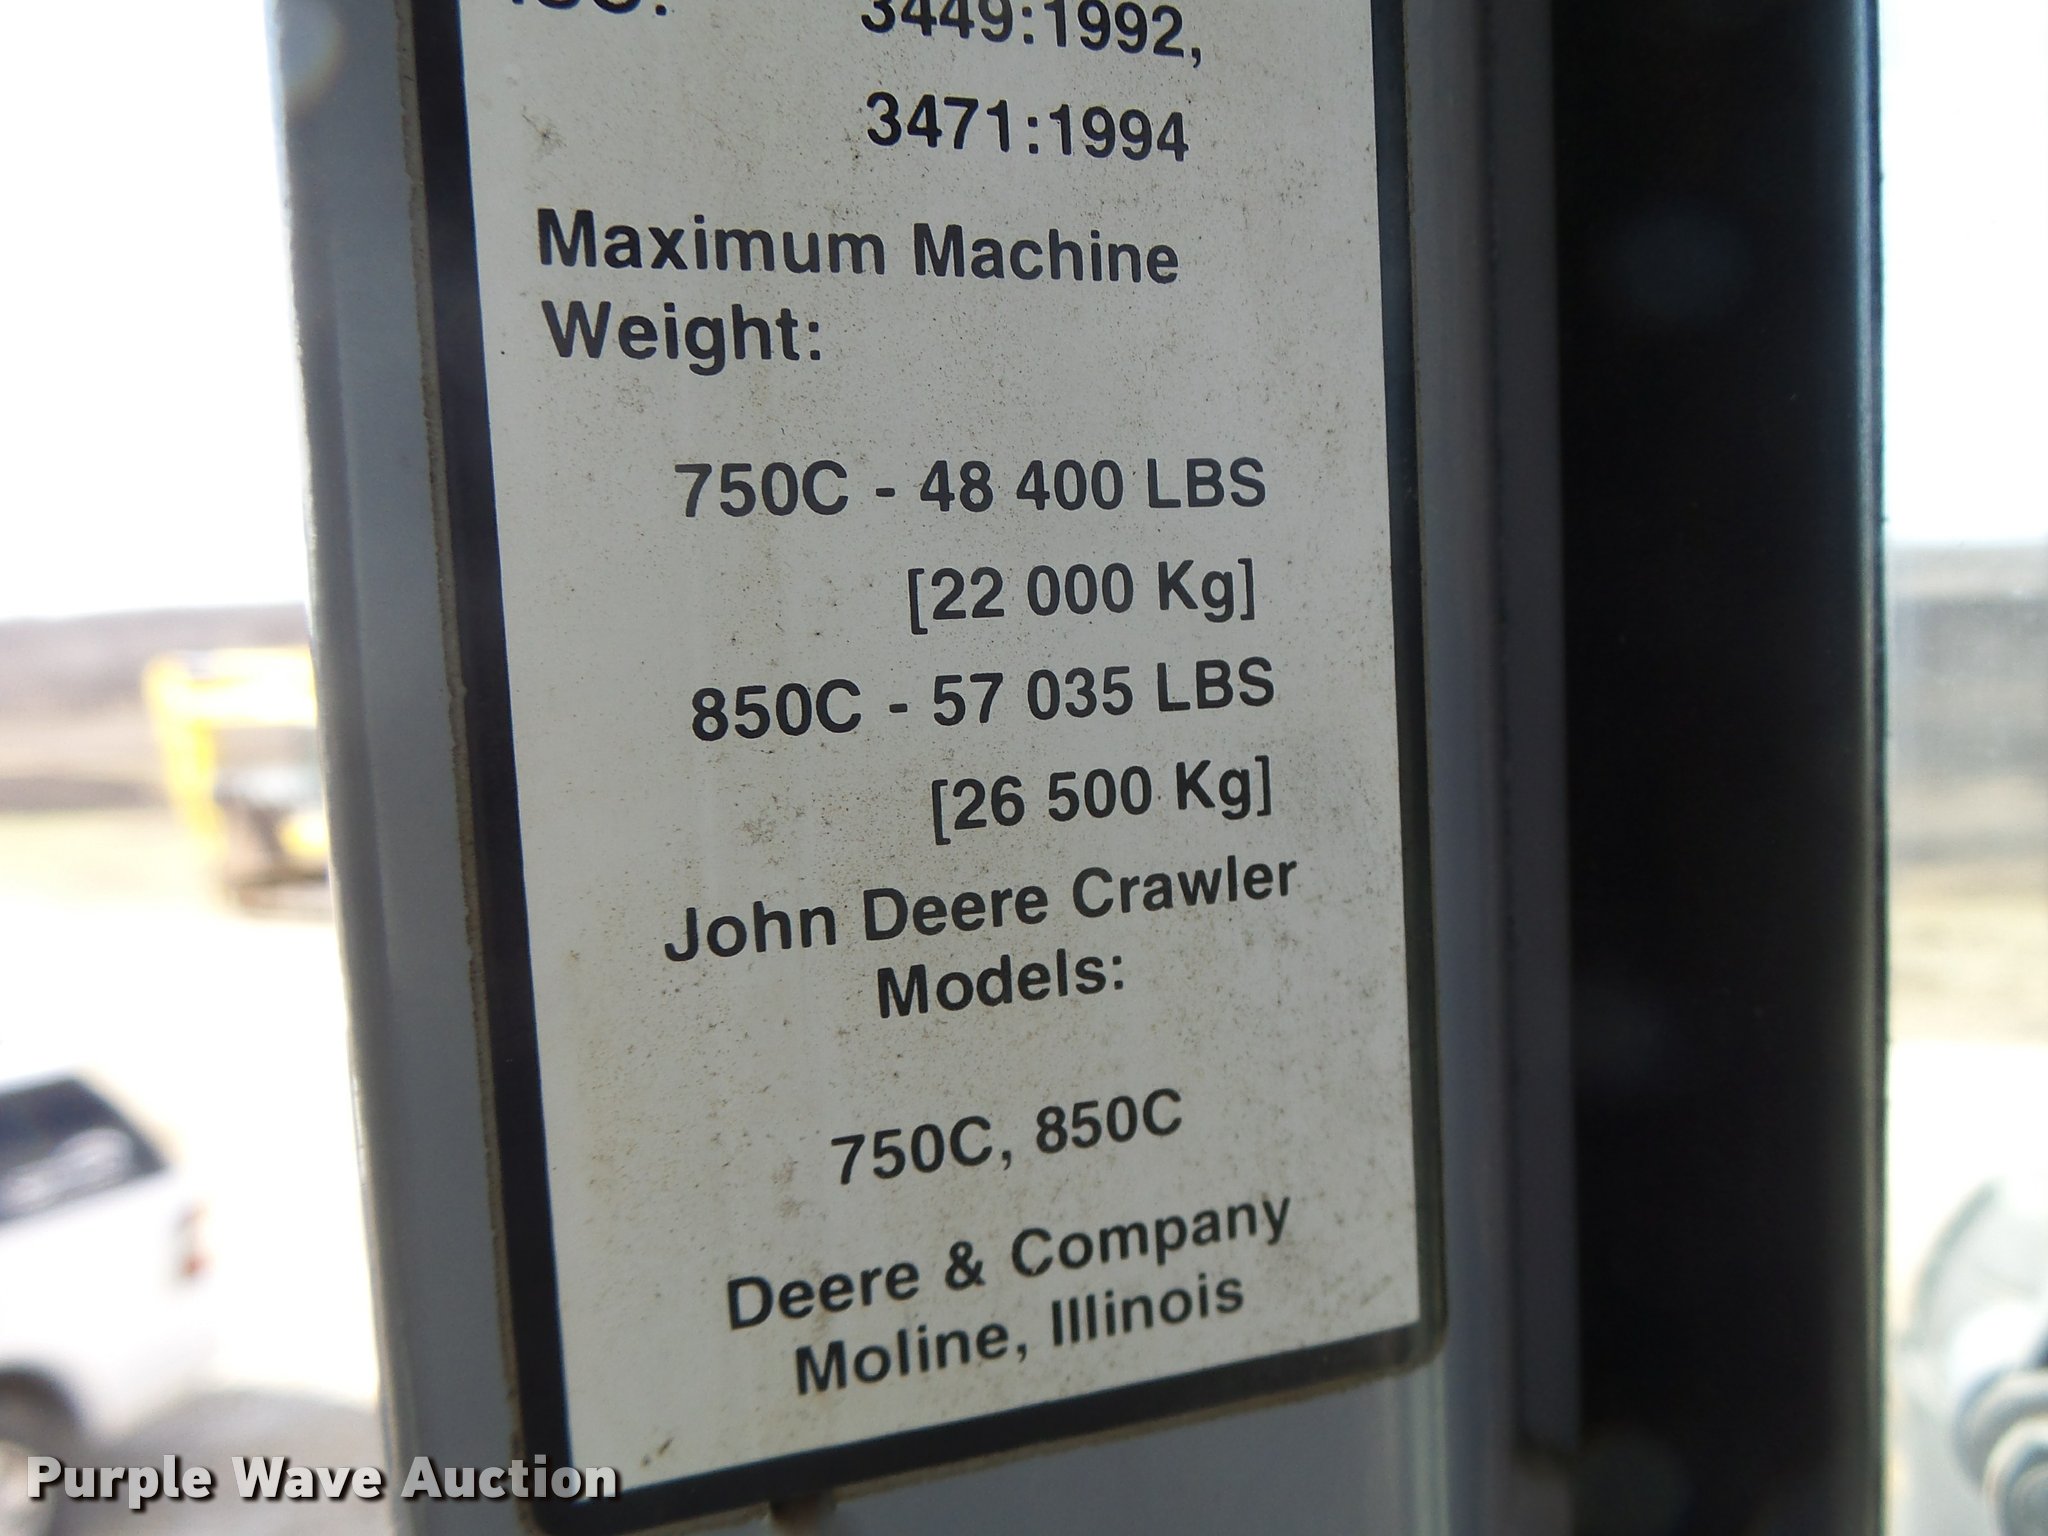 ISO: 3449:1992,
3471:1994
Maximum Machine
Weight:
750C - 48 400 LBS
[22 000 Kg]
850C - 57 035 LBS
[26 500 Kg]
John Deere Crawler
Models:
750C, 850C
Deere & Company
Moline, Illinois
Purple Wave Auction